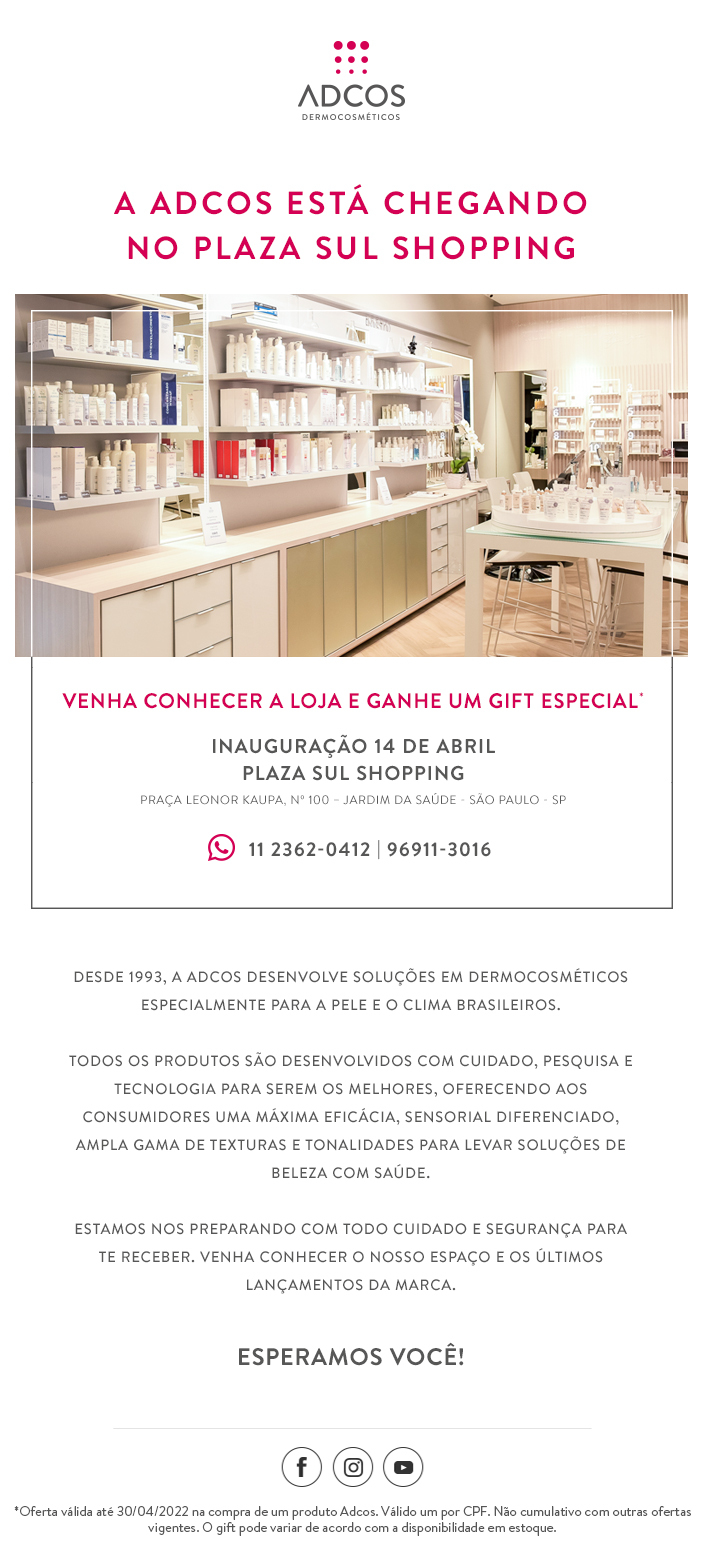 ADCOS
DERMOCOSMÉTICOS
A ADCOS ESTÁ CHEGANDO
NO PLAZA SUL SHOPPING
VENHA CONHECER A LOJA E GANHE UM GIFT ESPECIAL*
INAUGURAÇÃO 14 DE ABRIL
PLAZA SUL SHOPPING
PRAÇA LEONOR KAUPA, Nº 100 – JARDIM DA SAÚDE - SÃO PAULO - SP
11 2362-0412 | 96911-3016
DESDE 1993, A ADCOS DESENVOLVE SOLUÇÕES EM DERMOCOSMÉTICOS
ESPECIALMENTE PARA A PELE E O CLIMA BRASILEIROS.
TODOS OS PRODUTOS SÃO DESENVOLVIDOS COM CUIDADO, PESQUISA E
TECNOLOGIA PARA SEREM OS MELHORES, OFERECENDO AOS
CONSUMIDORES UMA MÁXIMA EFICÁCIA, SENSORIAL DIFERENCIADO,
AMPLA GAMA DE TEXTURAS E TONALIDADES PARA LEVAR SOLUÇÕES DE
BELEZA COM SAÚDE.
ESTAMOS NOS PREPARANDO COM TODO CUIDADO E SEGURANÇA PARA
TE RECEBER. VENHA CONHECER O NOSSO ESPAÇO E OS ÚLTIMOS
LANÇAMENTOS DA MARCA.
ESPERAMOS VOCÊ!
*Oferta válida até 30/04/2022 na compra de um produto Adcos. Válido um por CPF. Não cumulativo com outras ofertas
vigentes. O gift pode variar de acordo com a disponibilidade em estoque.